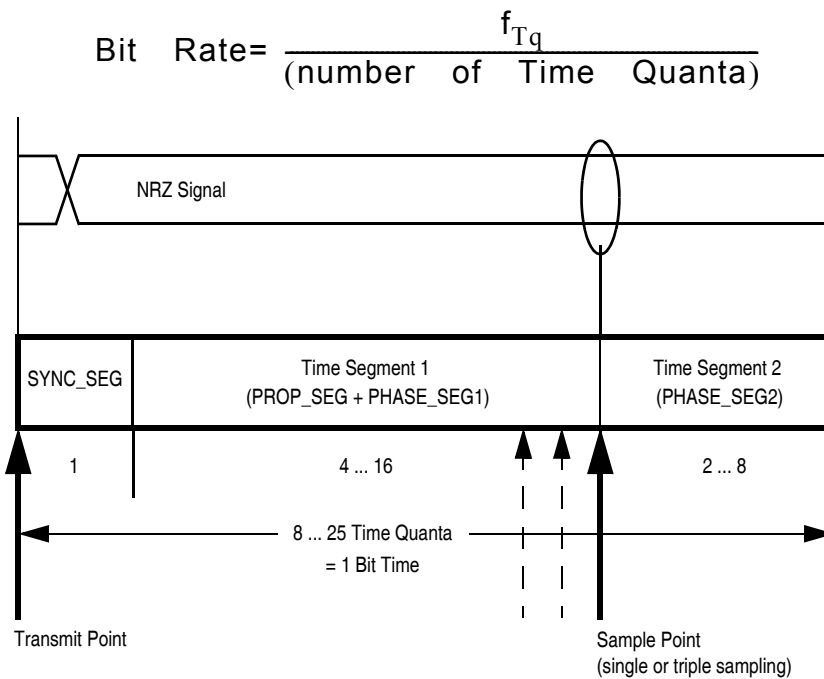 f_Tq
Bit Rate=
(number of Time Quanta)
NRZ Signal
SYNC_SEG
Time Segment 1
(PROP_SEG + PHASE_SEG1)
Time Segment 2
(PHASE_SEG2)
1
4 ... 16
2 ... 8
8 ... 25 Time Quanta
= 1 Bit Time
Transmit Point
Sample Point
(single or triple sampling)